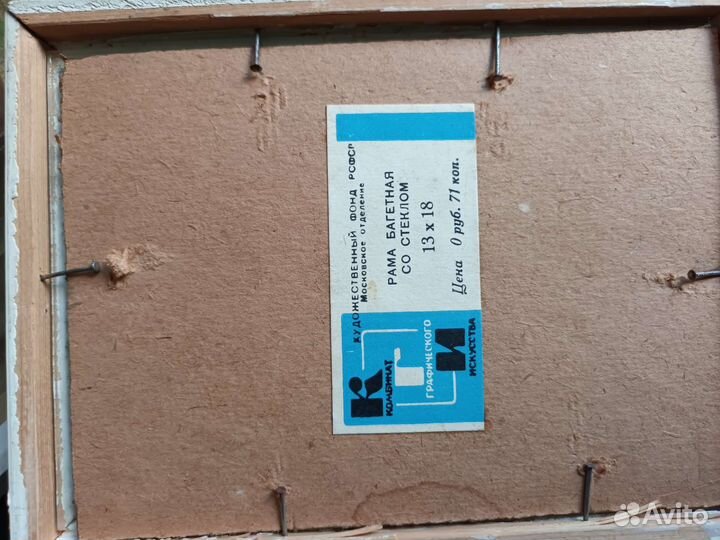 ХУДОЖЕСТВЕННЫЙ ФОНД РСФСР
Московское отделение
РАМА БАГЕТНАЯ
СО СТЕКЛОМ
13 х 18
Цена 0 руб. 71 коп.
К Г И
КОМБИНАТ
ГРАФИЧЕСКОГО
ИСКУССТВА
Avito